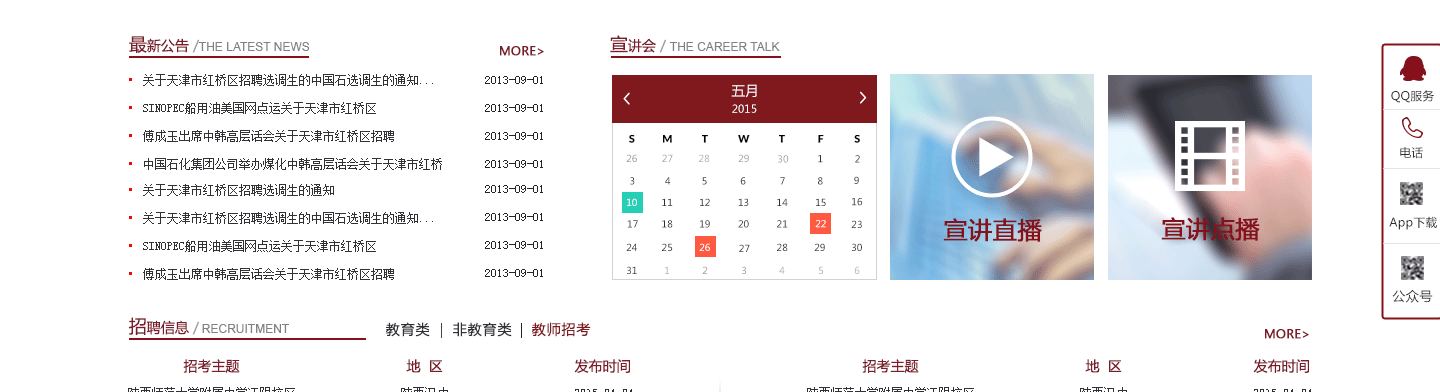 最新公告 /THE LATEST NEWS
MORE>
关于天津市红桥区招聘选调生的中国石选调生的通知... 2013-09-01
SINOPEC船用油美国网点运关于天津市红桥区 2013-09-01
傅成玉出席中韩高层话会关于天津市红桥区招聘 2013-09-01
中国石化集团公司举办煤化中韩高层话会关于天津市红桥 2013-09-01
关于天津市红桥区招聘选调生的通知 2013-09-01
关于天津市红桥区招聘选调生的中国石选调生的通知... 2013-09-01
SINOPEC船用油美国网点运关于天津市红桥区 2013-09-01
傅成玉出席中韩高层话会关于天津市红桥区招聘 2013-09-01
宣讲会 / THE CAREER TALK
五月
2015
S M T W T F S
26 27 28 29 30 1 2
3 4 5 6 7 8 9
10 11 12 13 14 15 16
17 18 19 20 21 22 23
24 25 26 27 28 29 30
31 1 2 3 4 5 6
宣讲直播
宣讲点播
QQ服务
电话
App下载
公众号
招聘信息 / RECRUITMENT
教育类 | 非教育类 | 教师招考
MORE>
招考主题 地 区 发布时间 招考主题 地 区 发布时间